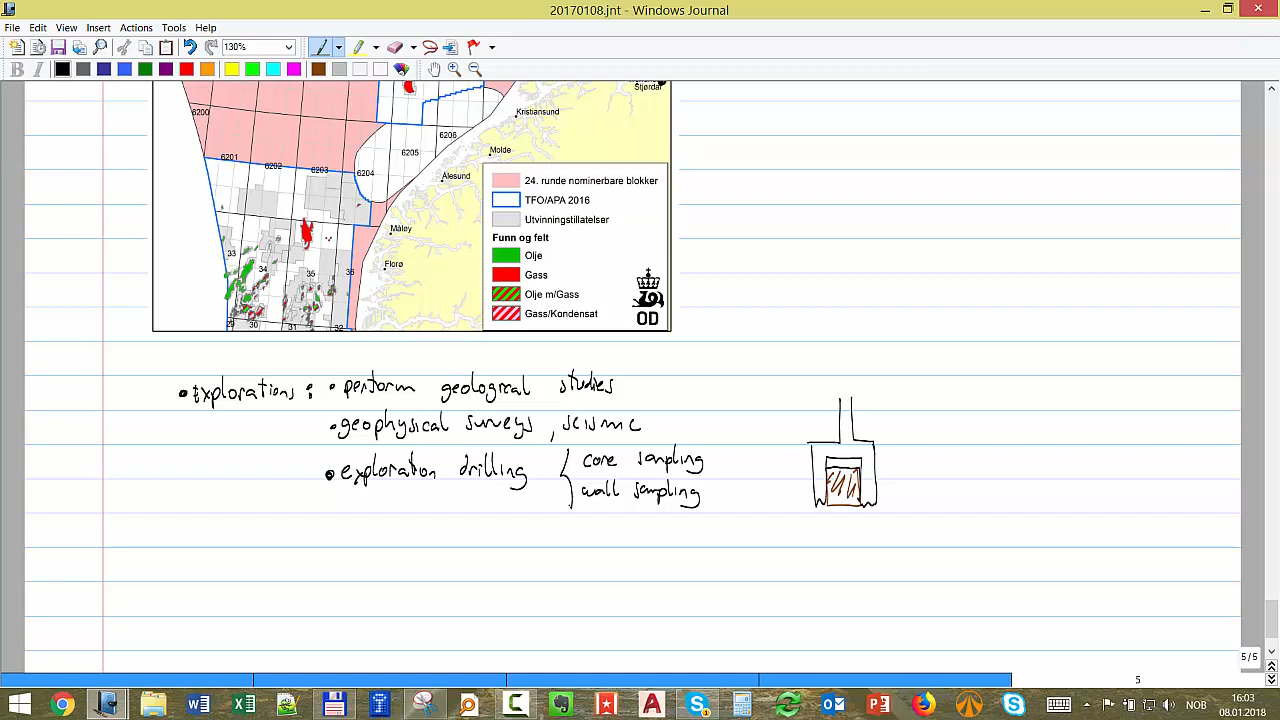 20170108.jnt - Windows Journal
File Edit View Insert Actions Tools Help
130%
B I
Stjørdal
Kristiansund
6200
6206
6205
Molde
6201
6202
6203
6204
Ålesund
24. runde nominerbare blokker
TFO/APA 2016
Utvinningstillatelser
Måløy
Funn og felt
33
Olje
Florø
34
35
36
Gass
Olje m/Gass
Gass/Kondensat
29 30 31 32
OD
• Explorations : • perform geological studies
• geophysical surveys , seismic
• exploration drilling { core sampling
wall sampling
5/5
5
NOB
16:03
08.01.2018